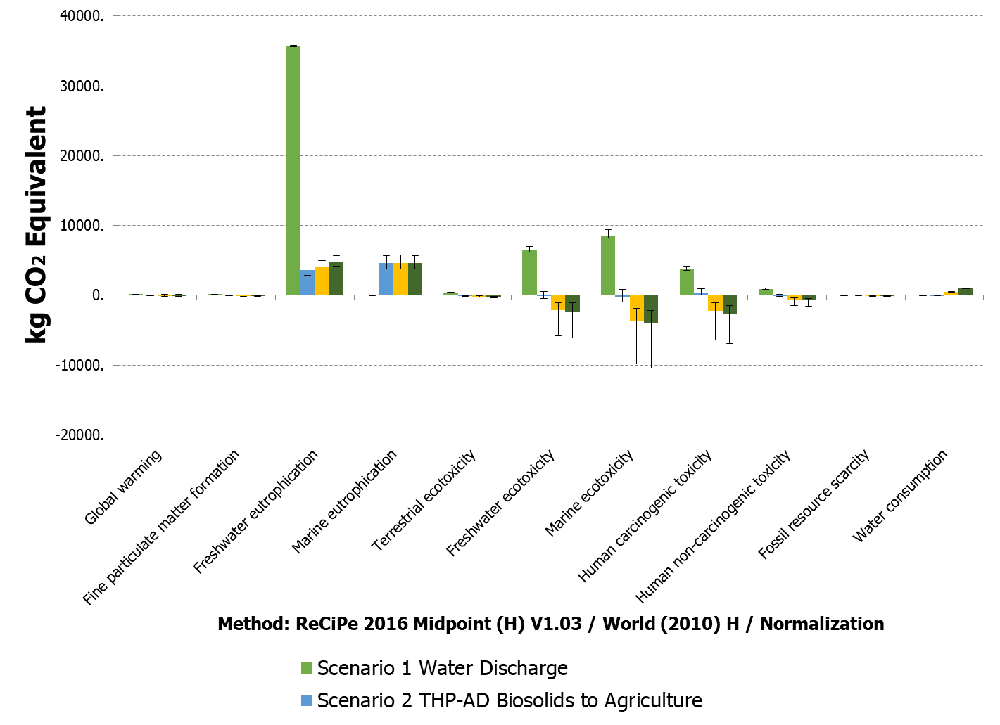 40000.
30000.
20000.
10000.
0.
-10000.
-20000.
kg CO2 Equivalent
Global warming
Fine particulate matter formation
Freshwater eutrophication
Marine eutrophication
Terrestrial ecotoxicity
Freshwater ecotoxicity
Marine ecotoxicity
Human carcinogenic toxicity
Human non-carcinogenic toxicity
Fossil resource scarcity
Water consumption
Method: ReCiPe 2016 Midpoint (H) V1.03 / World (2010) H / Normalization
Scenario 1 Water Discharge
Scenario 2 THP-AD Biosolids to Agriculture